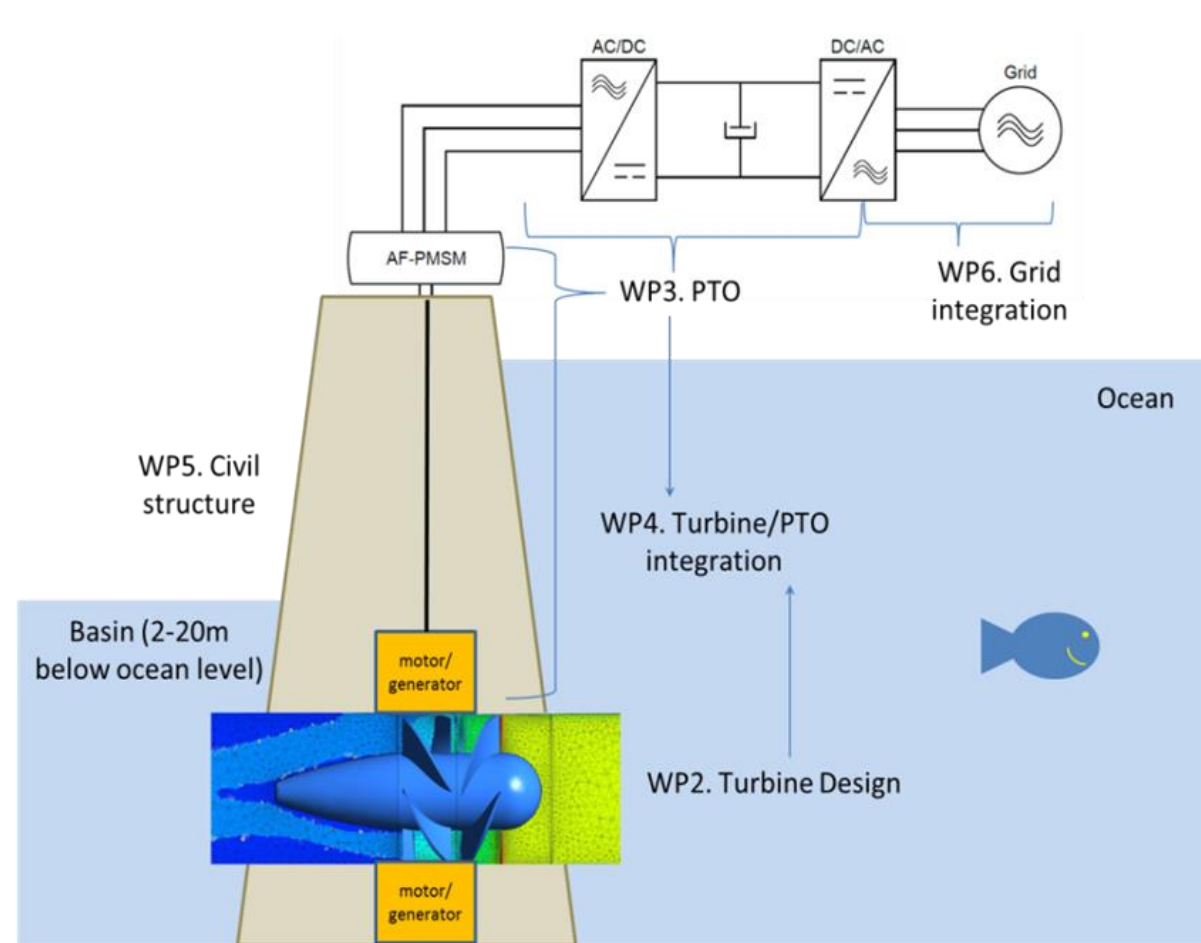 AC/DC
DC/AC
Grid
AF-PMSM
WP3. PTO
WP6. Grid
integration
Ocean
WP5. Civil
structure
WP4. Turbine/PTO
integration
Basin (2-20m
below ocean level)
motor/
generator
WP2. Turbine Design
motor/
generator